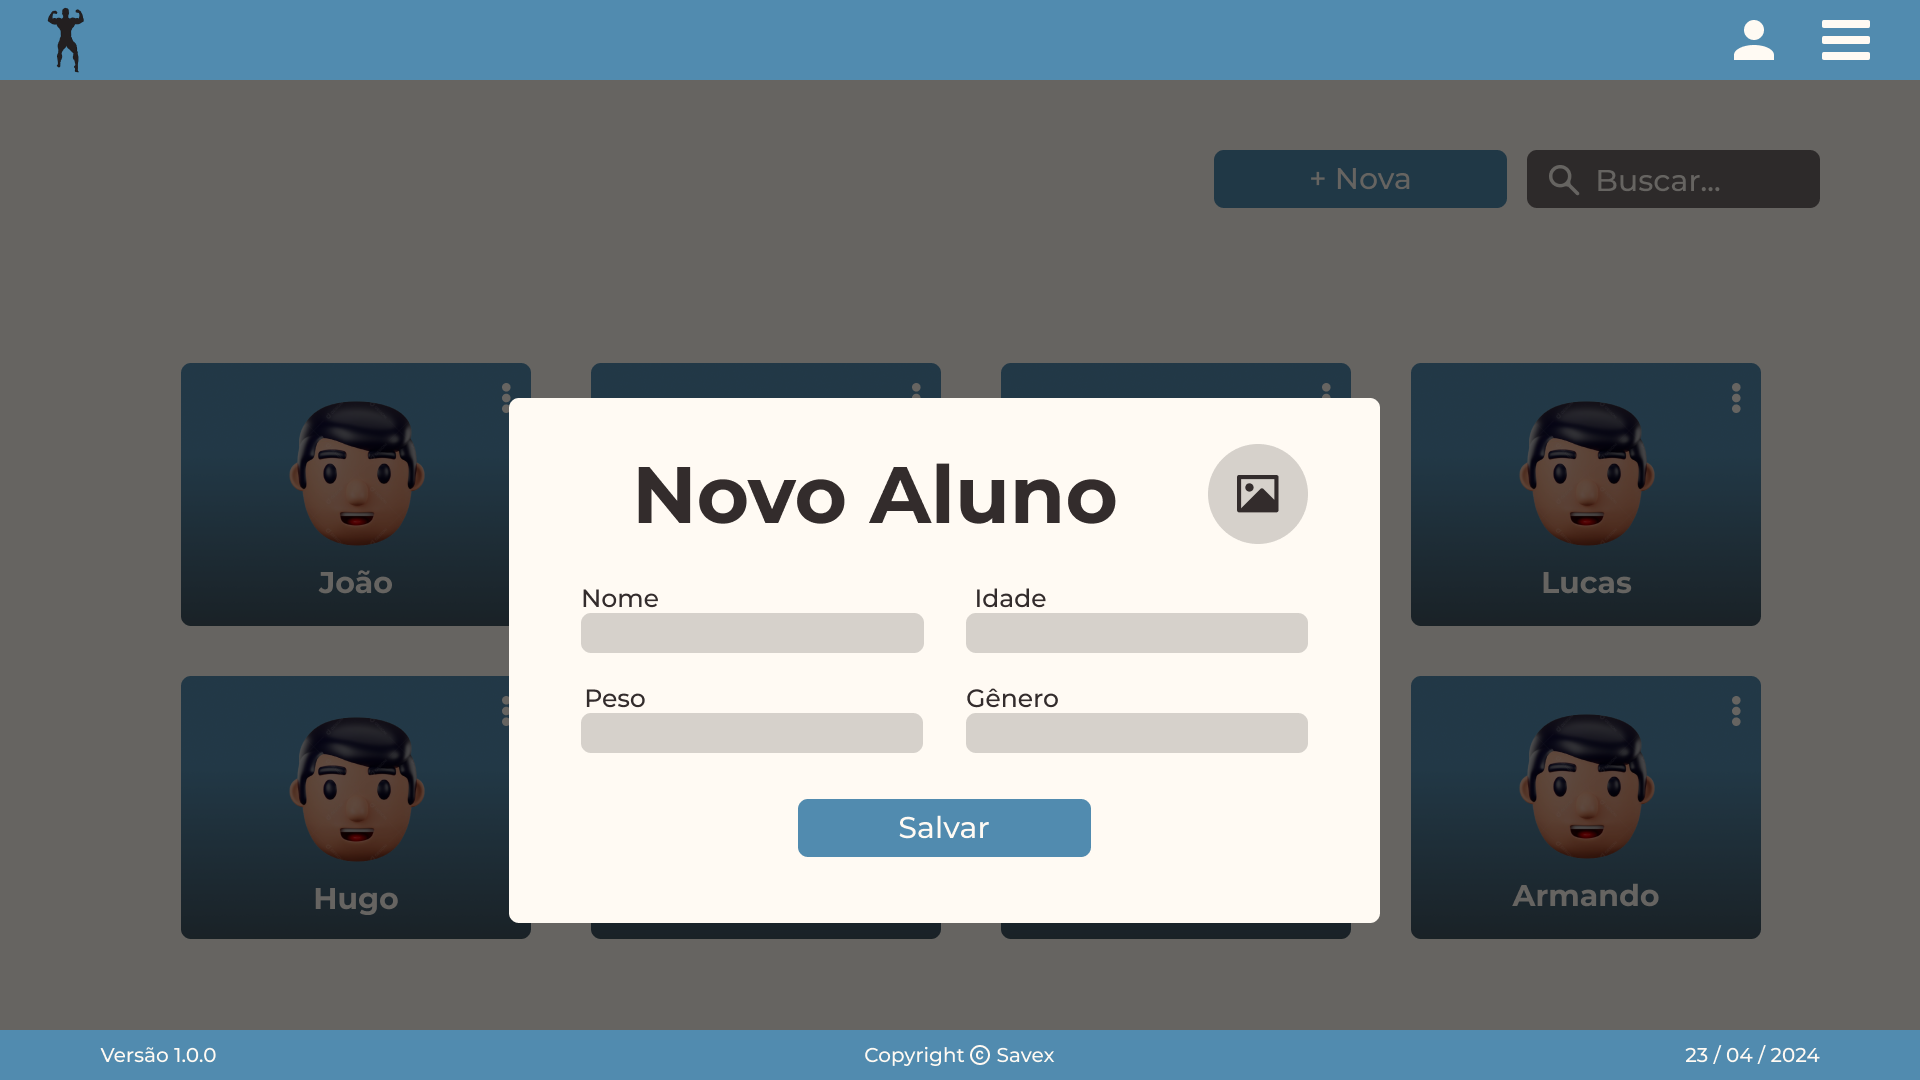 + Nova
Buscar...
Novo Aluno
Nome
Idade
Peso
Gênero
Salvar
João
Lucas
Hugo
Armando
Versão 1.0.0
Copyright © Savex
23 / 04 / 2024